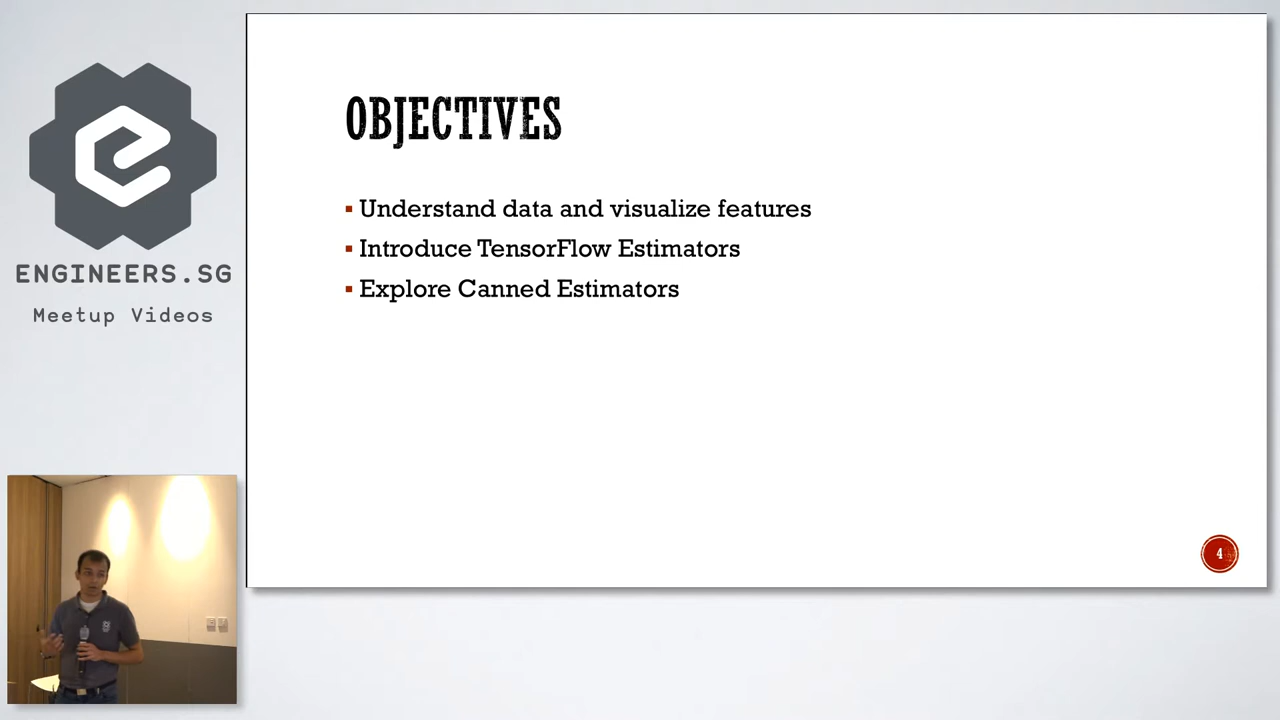 ENGINEERS.SG
Meetup Videos
OBJECTIVES
▪ Understand data and visualize features
▪ Introduce TensorFlow Estimators
▪ Explore Canned Estimators
4